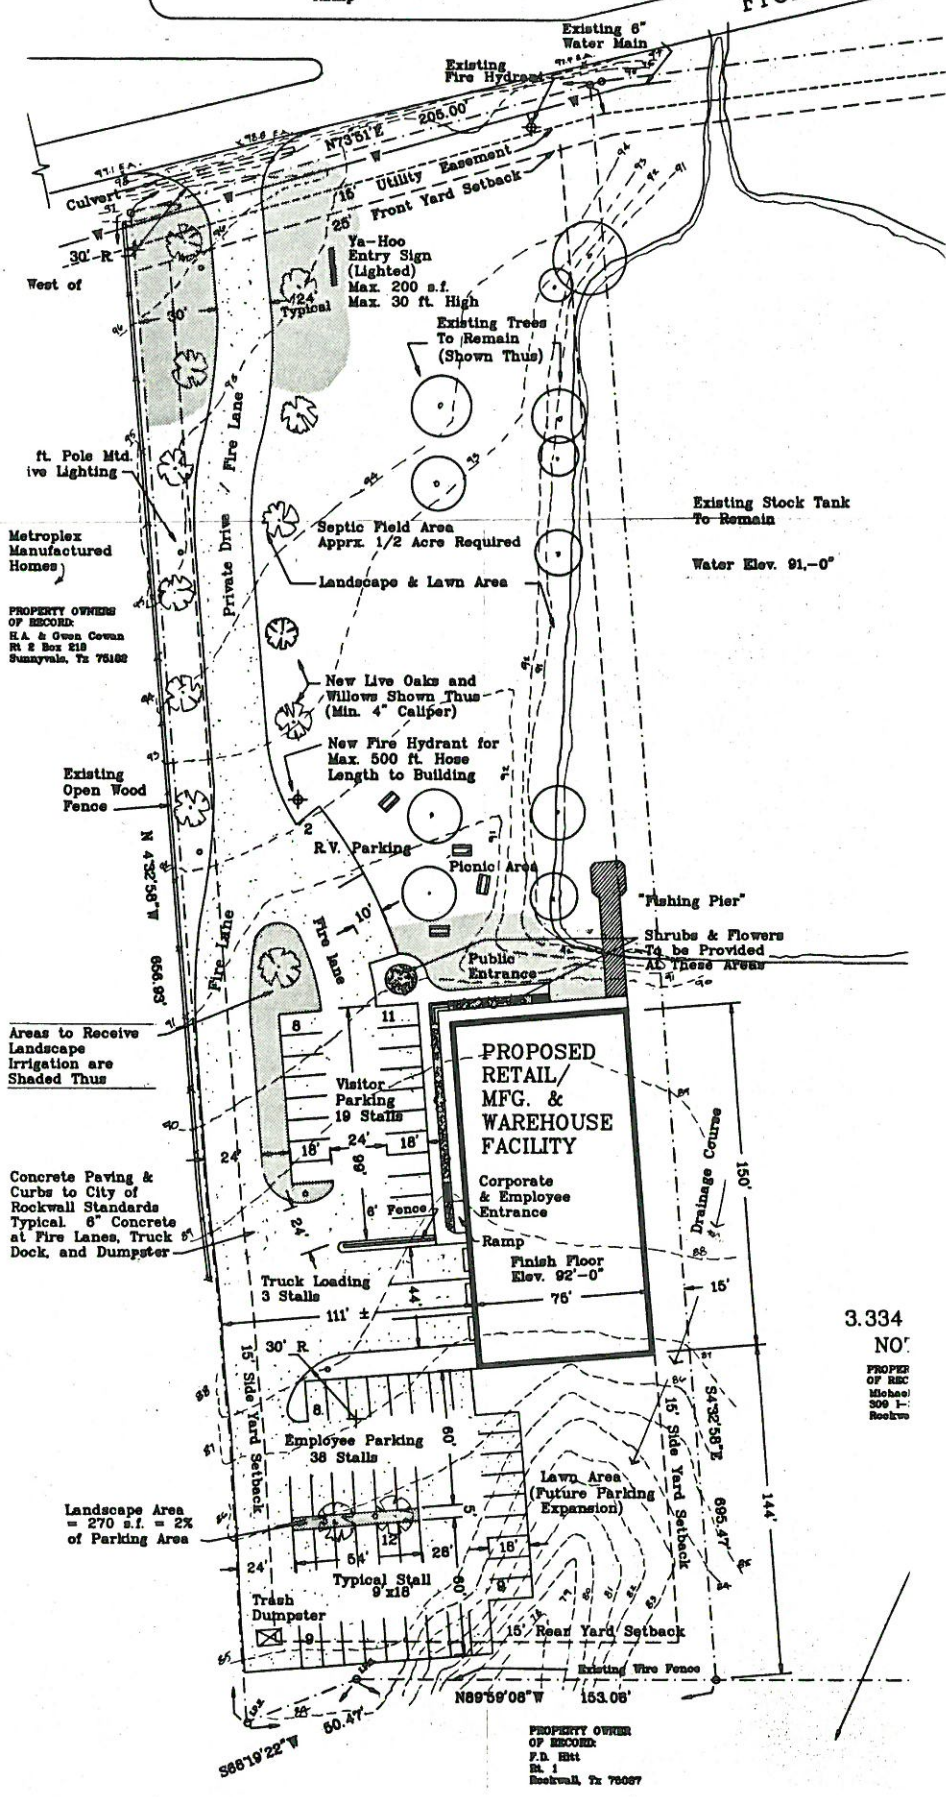 Existing 6"
Water Main
Existing
Fire Hydrant
N73°51'E
205.00'
W
W
W
W
Culvert
15' Utility Easement
25' Front Yard Setback
30' R
West of
30'
Ya-Hoo
Entry Sign
(Lighted)
Max. 200 s.f.
Max. 30 ft. High
24'
Typical
Existing Trees
To Remain
(Shown Thus)
Private Drive / Fire Lane
ft. Pole Mtd.
ive Lighting
Existing Stock Tank
To Remain
Water Elev. 91,-0"
Septic Field Area
Apprx. 1/2 Acre Required
Metroplex
Manufactured
Homes
Landscape & Lawn Area
PROPERTY OWNERS
OF RECORD:
H.A. & Gwen Cowan
Rt 2 Box 218
Sunnyvale, Tx 75182
New Live Oaks and
Willows Shown Thus
(Min. 4" Caliper)
New Fire Hydrant for
Max. 500 ft. Hose
Length to Building
Existing
Open Wood
Fence
N 4°32'58"W
656.93'
2
R.V. Parking
Picnic Area
10'
Fire Lane
Fire lane
"Fishing Pier"
Shrubs & Flowers
To be Provided
At These Areas
Public
Entrance
Areas to Receive
Landscape
Irrigation are
Shaded Thus
8
11
PROPOSED
RETAIL/
MFG. &
WAREHOUSE
FACILITY
Visitor
Parking
19 Stalls
24'
18'
24'
18'
99'
Drainage Course
150'
Concrete Paving &
Curbs to City of
Rockwall Standards
Typical. 6" Concrete
at Fire Lanes, Truck
Dock, and Dumpster
Corporate
& Employee
Entrance
6' Fence
24'
Ramp
Finish Floor
Elev. 92'-0"
Truck Loading
3 Stalls
44'
75'
15'
111' ±
30' R
3.334
15' Side Yard Setback
8
Employee Parking
38 Stalls
60'
15' Side Yard Setback
S4°32'58"E
695.47'
144'
Lawn Area
(Future Parking
Expansion)
Landscape Area
= 270 s.f. = 2%
of Parking Area
12
5'
24'
54'
28'
18'
Typical Stall
9'x18'
60'
9
Trash
Dumpster
9
15' Rear Yard Setback
Existing Wire Fence
N89°59'08"W 153.06'
50.47'
S66°19'22"W
PROPERTY OWNER
OF RECORD:
F.D. Hitt
Rt. 1
Rockwall, Tx 75087